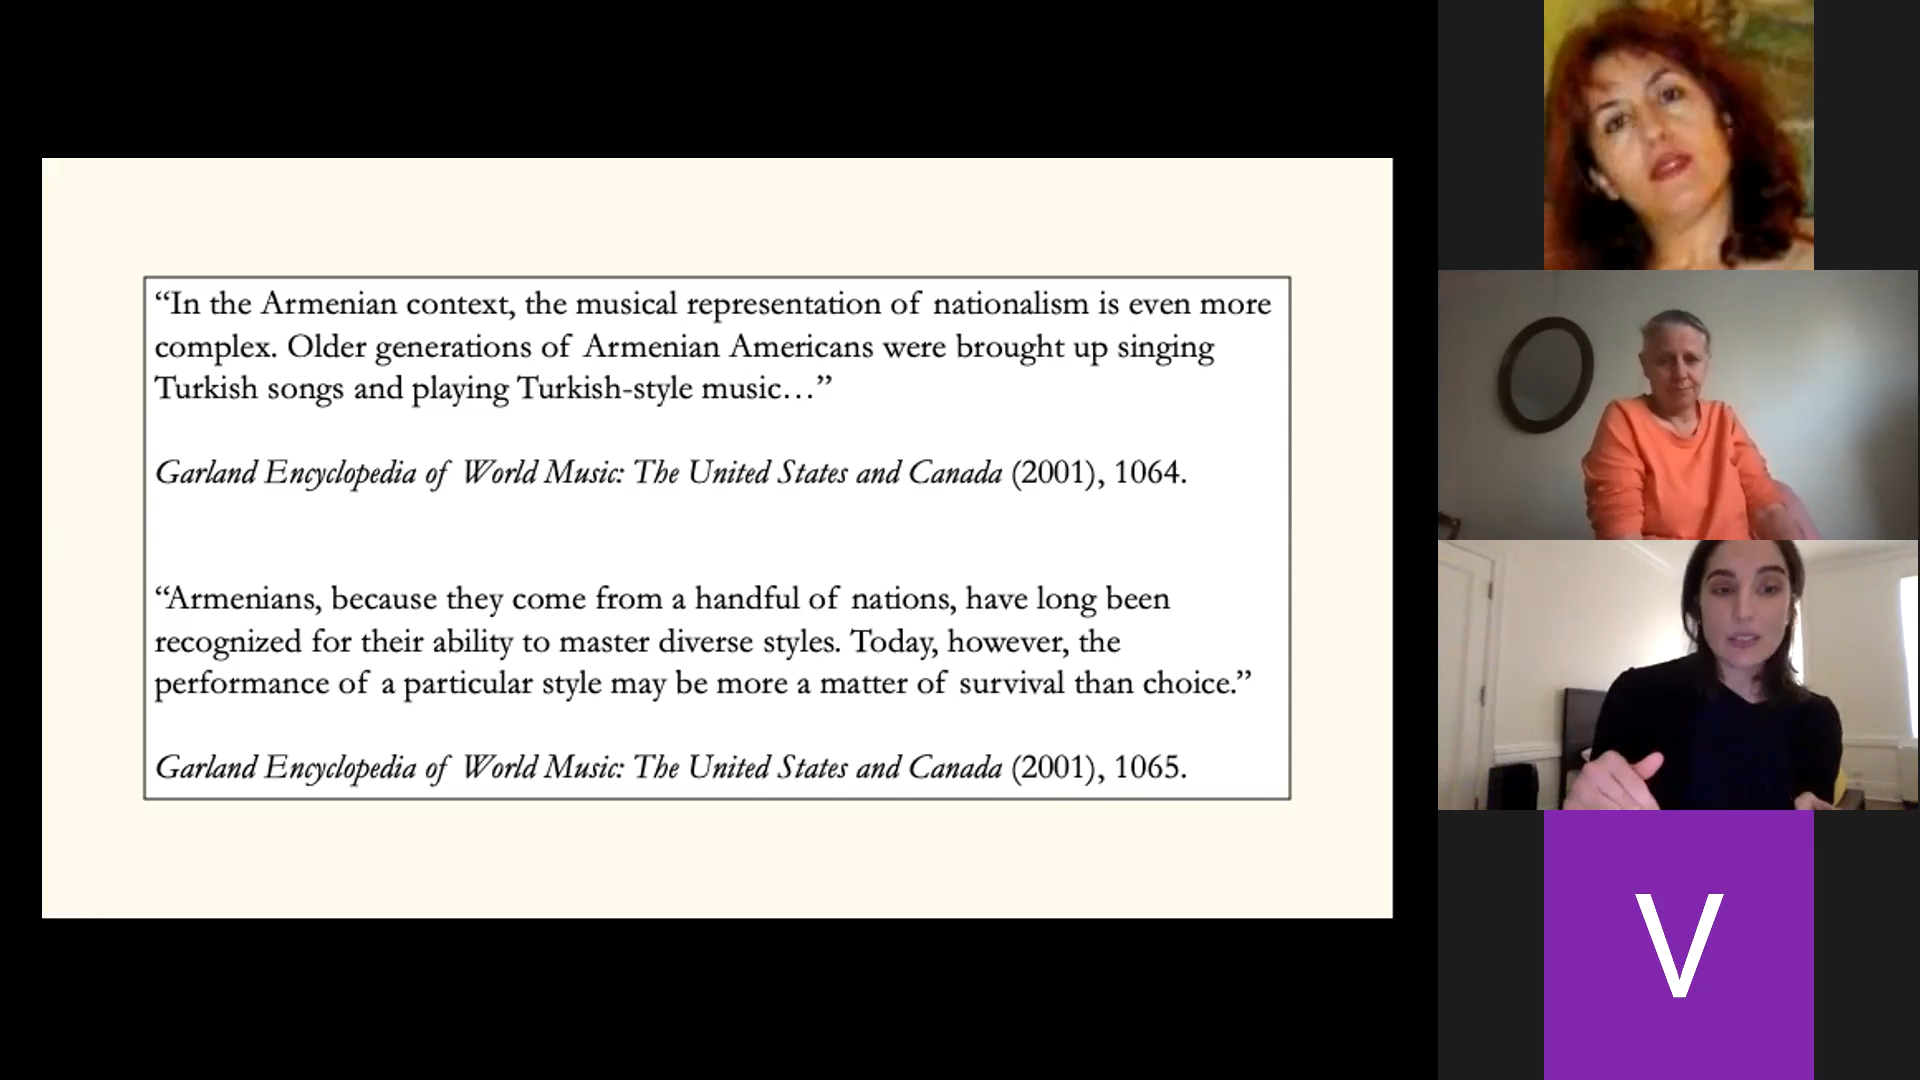 “In the Armenian context, the musical representation of nationalism is even more
complex. Older generations of Armenian Americans were brought up singing
Turkish songs and playing Turkish-style music…”
Garland Encyclopedia of World Music: The United States and Canada (2001), 1064.
“Armenians, because they come from a handful of nations, have long been
recognized for their ability to master diverse styles. Today, however, the
performance of a particular style may be more a matter of survival than choice.”
Garland Encyclopedia of World Music: The United States and Canada (2001), 1065.
V